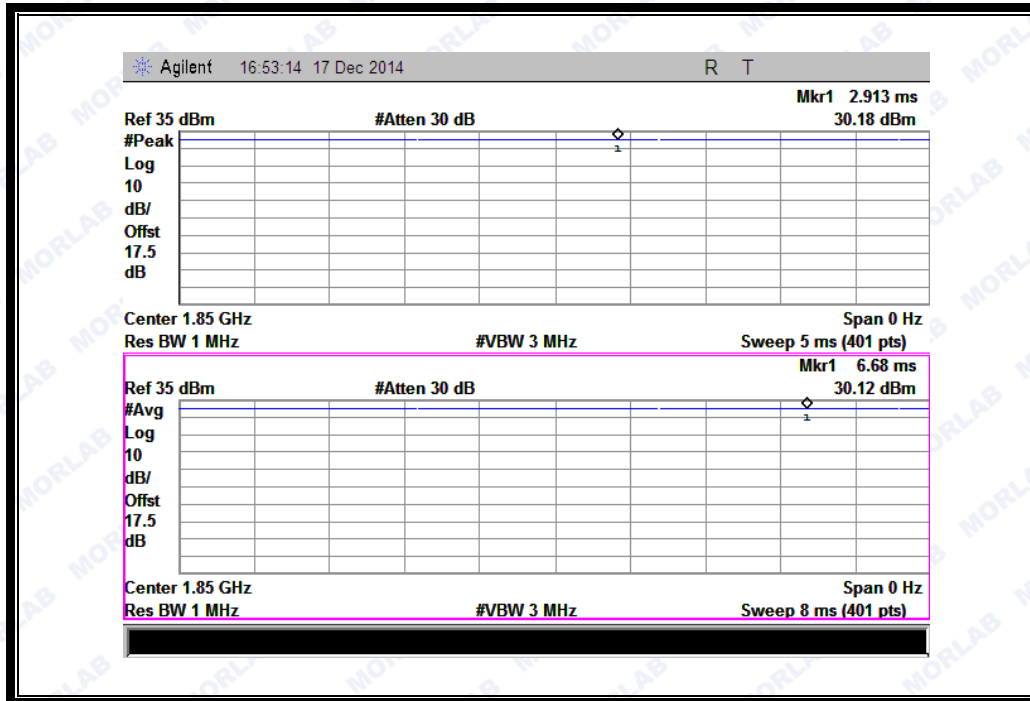 Agilent 16:53:14 17 Dec 2014 R T
Mkr1 2.913 ms
Ref 35 dBm #Atten 30 dB 30.18 dBm
#Peak
Log
10
dB/
Offst
17.5
dB
1
Center 1.85 GHz Span 0 Hz
Res BW 1 MHz #VBW 3 MHz Sweep 5 ms (401 pts)
Mkr1 6.68 ms
Ref 35 dBm #Atten 30 dB 30.12 dBm
#Avg
Log
10
dB/
Offst
17.5
dB
1
Center 1.85 GHz Span 0 Hz
Res BW 1 MHz #VBW 3 MHz Sweep 8 ms (401 pts)
MORLAB